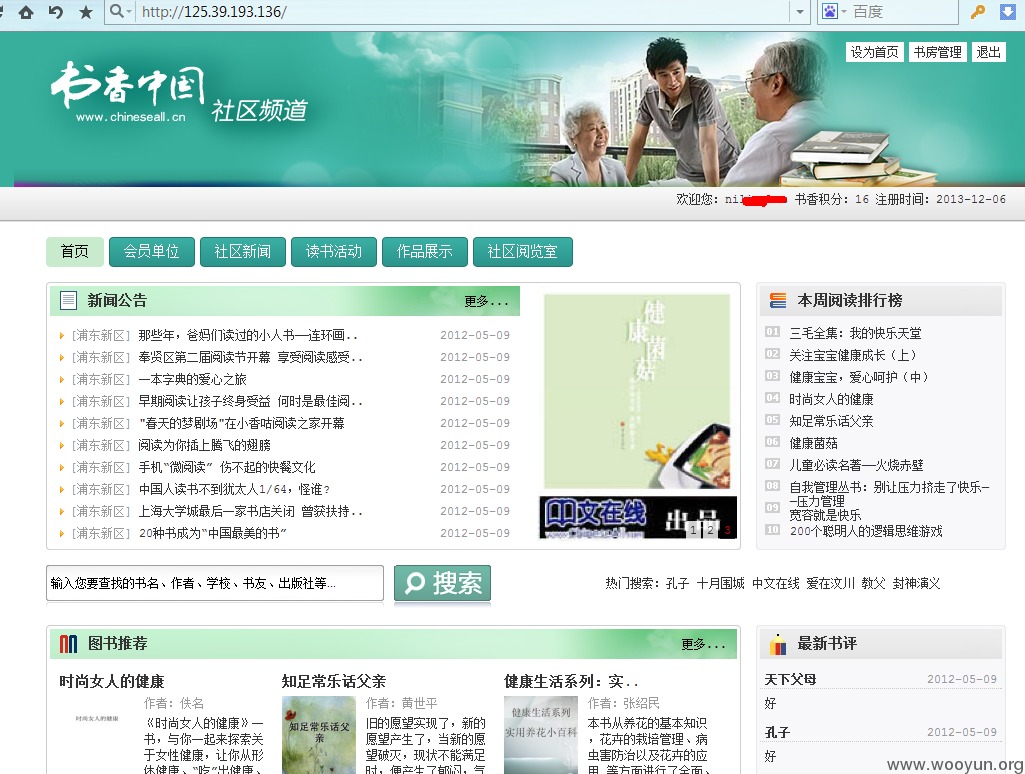 http://125.39.193.136/
百度
设为首页 书房管理 退出
书香中国
www.chineseall.cn
社区频道
欢迎您: 书香积分: 16 注册时间: 2013-12-06
首页 会员单位 社区新闻 读书活动 作品展示 社区阅览室
新闻公告 更多...
[浦东新区] 那些年，爸妈们读过的小人书—连环画.. 2012-05-09
[浦东新区] 奉贤区第二届阅读节开幕 享受阅读感受.. 2012-05-09
[浦东新区] 一本字典的爱心之旅 2012-05-09
[浦东新区] 早期阅读让孩子终身受益 何时是最佳阅.. 2012-05-09
[浦东新区] "春天的梦剧场"在小香咕阅读之家开幕 2012-05-09
[浦东新区] 阅读为你插上腾飞的翅膀 2012-05-09
[浦东新区] 手机“微阅读” 伤不起的快餐文化 2012-05-09
[浦东新区] 中国人读书不到犹太人1/64，怪谁? 2012-05-09
[浦东新区] 上海大学城最后一家书店关闭 曾获扶持.. 2012-05-09
[浦东新区] 20种书成为“中国最美的书” 2012-05-09
健康菌菇
中文在线 出品
1 2 3
本周阅读排行榜
01 三毛全集: 我的快乐天堂
02 关注宝宝健康成长（上）
03 健康宝宝，爱心呵护（中）
04 时尚女人的健康
05 知足常乐话父亲
06 健康菌菇
07 儿童必读名著—火烧赤壁
08 自我管理丛书: 别让压力挤走了快乐—
—压力管理
09 宽容就是快乐
10 200个聪明人的逻辑思维游戏
输入您要查找的书名、作者、学校、书友、出版社等...
搜索
热门搜索: 孔子 十月围城 中文在线 爱在汶川 教父 封神演义
图书推荐 更多...
时尚女人的健康
作者: 佚名
时尚女人的健康
《时尚女人的健康》一
书，与你一起来探索关
于女性健康，让你从形
体健康、“吃”出健康、
知足常乐话父亲
作者: 黄世平
知足常乐话父
亲
旧的愿望实现了，新的
愿望产生了，当新的愿
望破灭，现状不能满足
时，便产生了郁闷，气
健康生活系列: 实..
作者: 张绍民
健康生活系列
实用养花小百科
本书从养花的基本知识
，花卉的栽培管理、病
虫害防治以及花卉的应
用 等方面进行了全面、
最新书评
天下父母 2012-05-09
好
孔子 2012-05-09
好
www.wooyun.org